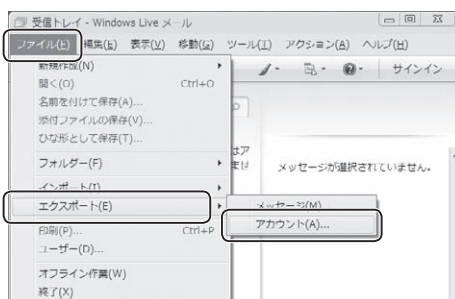 受信トレイ - Windows Live メール
ファイル(F) 編集(E) 表示(V) 移動(G) ツール(T) アクション(A) ヘルプ(H)
新規作成(N)
サインイン
開く(O) Ctrl+O
名前を付けて保存(A)...
添付ファイルの保存(V)...
ひな形として保存(T)...
フォルダー(F)
メッセージが選択されていません。
インポート(I)
エクスポート(E)
メッセージ(M)...
アカウント(A)...
印刷(P)... Ctrl+P
ユーザー(D)...
オフライン作業(W)
終了(X)